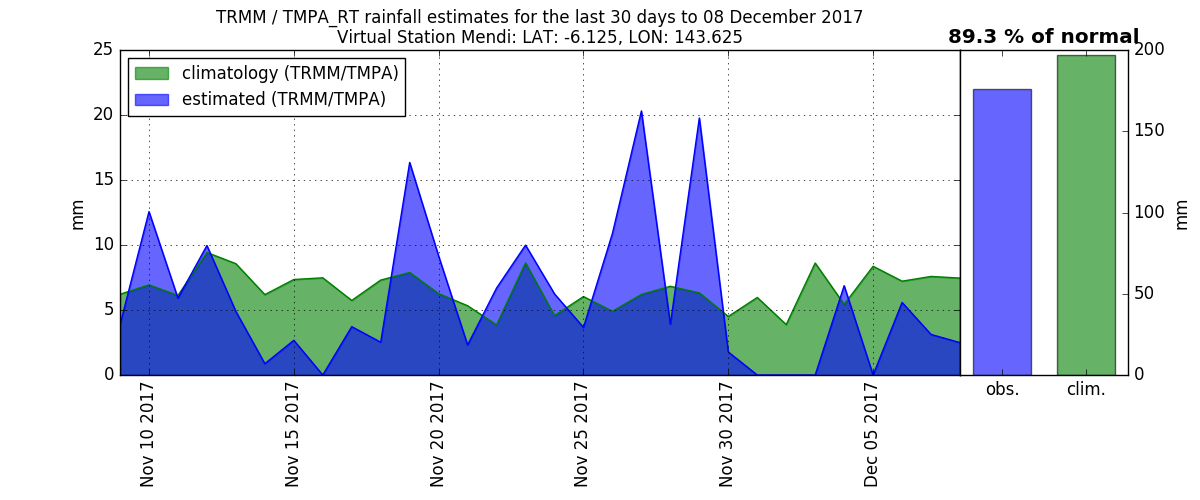 TRMM / TMPA_RT rainfall estimates for the last 30 days to 08 December 2017
Virtual Station Mendi: LAT: -6.125, LON: 143.625
89.3 % of normal
climatology (TRMM/TMPA)
estimated (TRMM/TMPA)
25
20
15
10
5
0
mm
Nov 10 2017
Nov 15 2017
Nov 20 2017
Nov 25 2017
Nov 30 2017
Dec 05 2017
obs.
clim.
200
150
100
50
0
mm